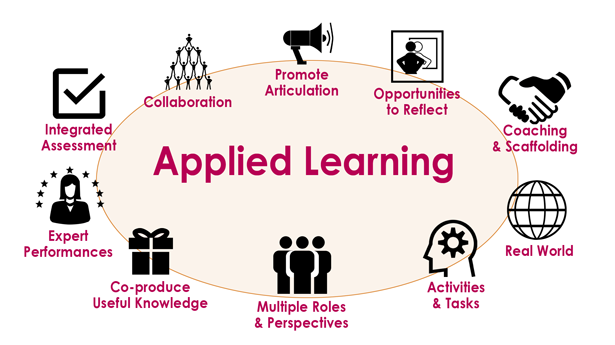 Applied Learning
Promote
Articulation
Opportunities
to Reflect
Coaching
& Scaffolding
Real World
Activities
& Tasks
Multiple Roles
& Perspectives
Co-produce
Useful Knowledge
Expert
Performances
Integrated
Assessment
Collaboration